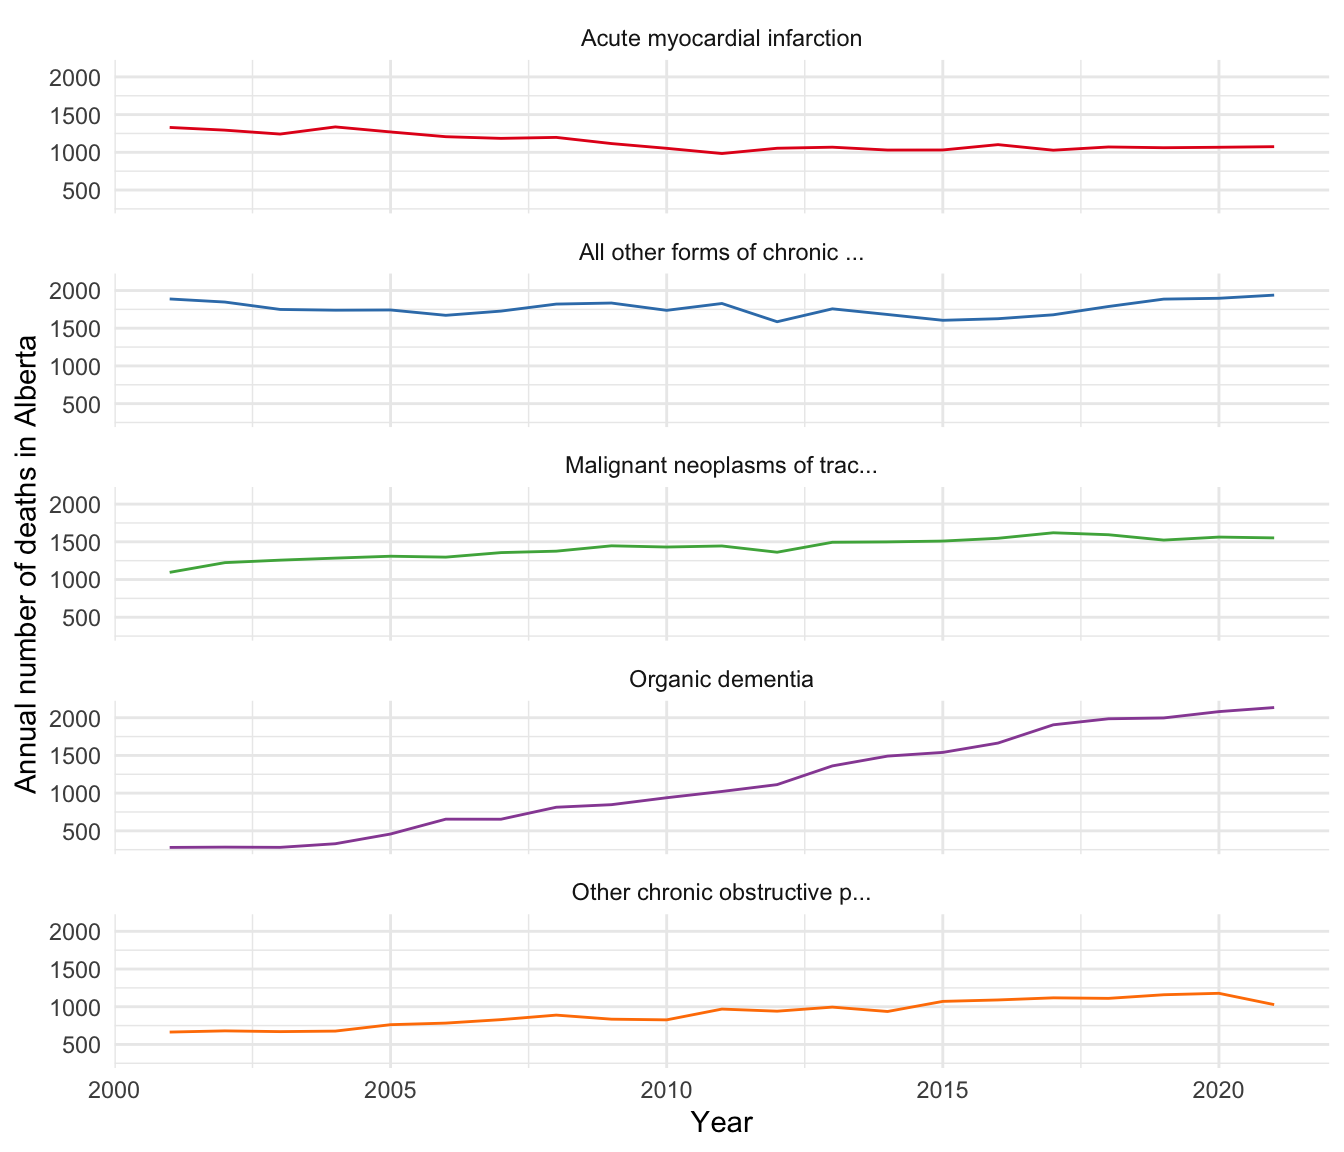 Acute myocardial infarction
2000
1500
1000
500
All other forms of chronic ...
2000
1500
1000
500
Malignant neoplasms of trac...
2000
1500
1000
500
Organic dementia
2000
1500
1000
500
Other chronic obstructive p...
2000
1500
1000
500
2000 2005 2010 2015 2020
Year
Annual number of deaths in Alberta